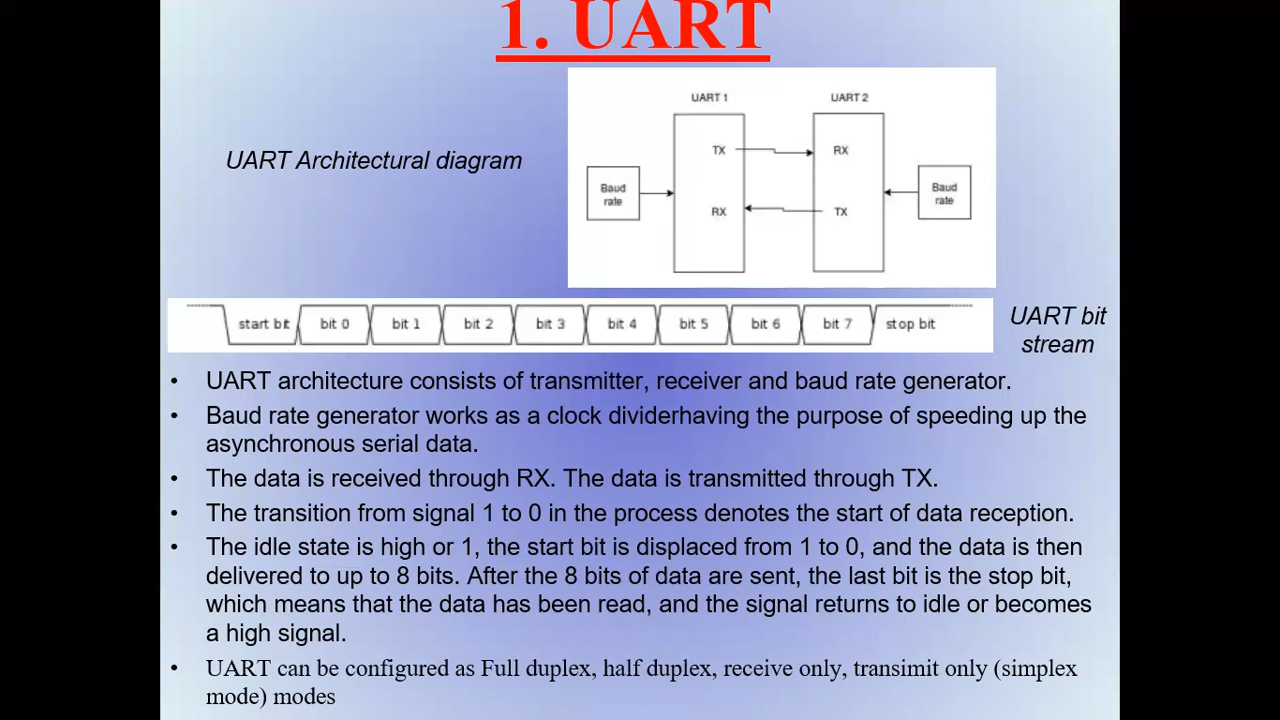 1. UART
UART 1
UART 2
UART Architectural diagram
TX
RX
Baud
rate
Baud
rate
RX
TX
start bit
bit 0
bit 1
bit 2
bit 3
bit 4
bit 5
bit 6
bit 7
stop bit
UART bit
stream
• UART architecture consists of transmitter, receiver and baud rate generator.
• Baud rate generator works as a clock dividerhaving the purpose of speeding up the
asynchronous serial data.
• The data is received through RX. The data is transmitted through TX.
• The transition from signal 1 to 0 in the process denotes the start of data reception.
• The idle state is high or 1, the start bit is displaced from 1 to 0, and the data is then
delivered to up to 8 bits. After the 8 bits of data are sent, the last bit is the stop bit,
which means that the data has been read, and the signal returns to idle or becomes
a high signal.
• UART can be configured as Full duplex, half duplex, receive only, transimit only (simplex
mode) modes